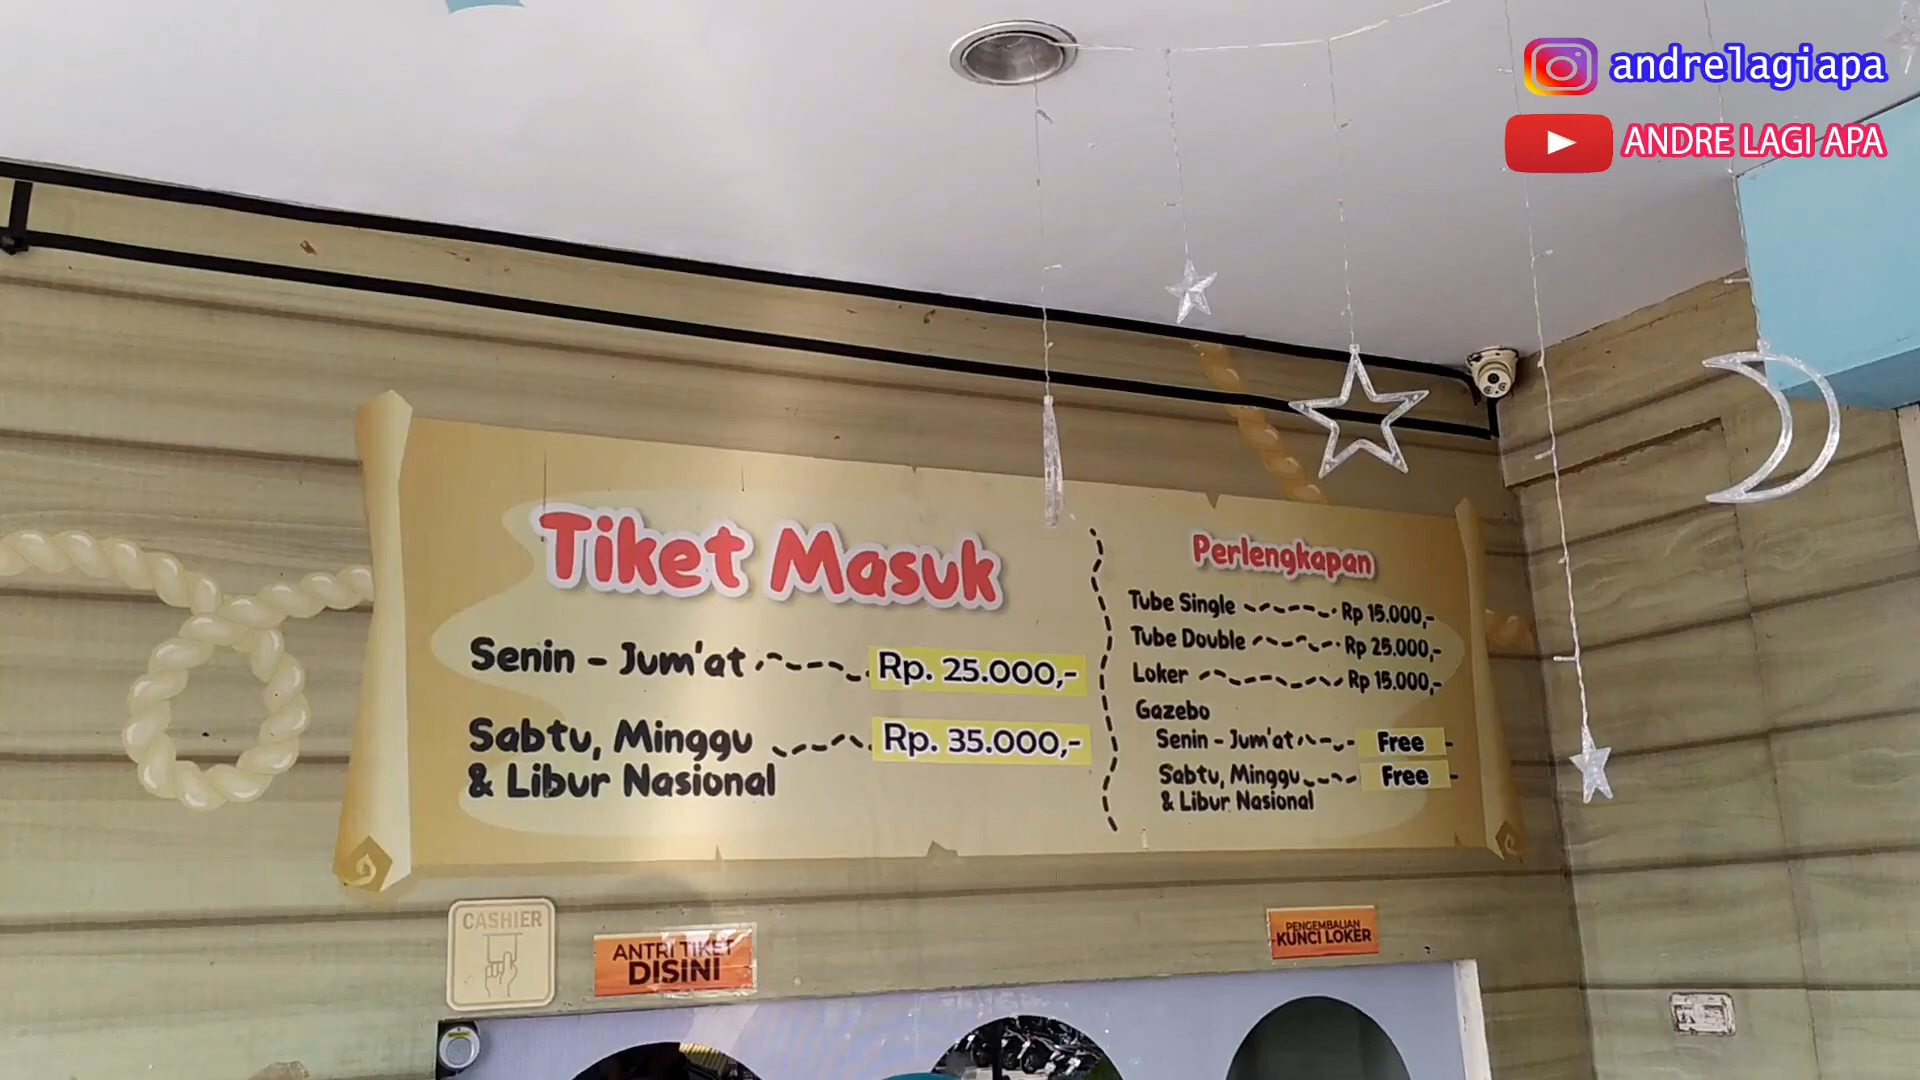 andrelagiapa
ANDRE LAGI APA
Tiket Masuk
Senin - Jum'at Rp. 25.000,-
Sabtu, Minggu Rp. 35.000,-
& Libur Nasional
Perlengkapan
Tube Single Rp 15.000,-
Tube Double Rp 25.000,-
Loker Rp 15.000,-
Gazebo
Senin - Jum'at Free
Sabtu, Minggu Free
& Libur Nasional
CASHIER
ANTRI TIKET
DISINI
PENGEMBALIAN
KUNCI LOKER